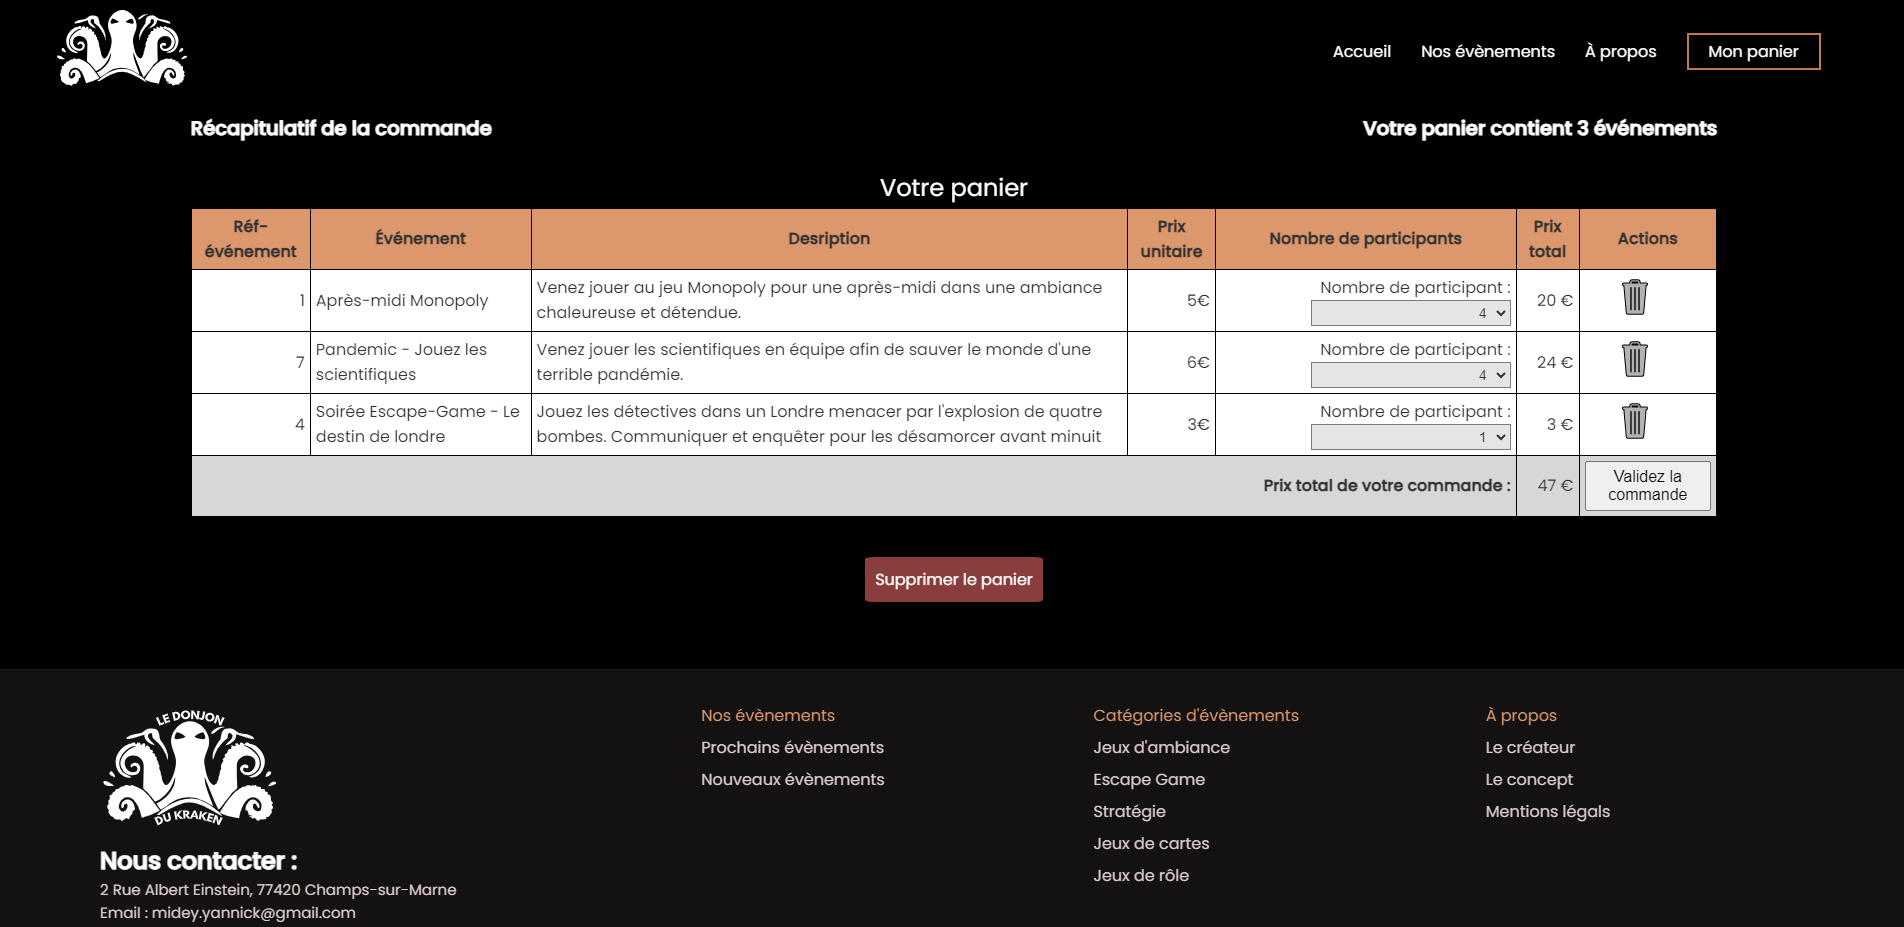 Accueil
Nos évènements
À propos
Mon panier
Récapitulatif de la commande
Votre panier contient 3 événements
Votre panier
Réf-
événement
Événement
Desription
Prix
unitaire
Nombre de participants
Prix
total
Actions
1
Après-midi Monopoly
Venez jouer au jeu Monopoly pour une après-midi dans une ambiance
chaleureuse et détendue.
5€
Nombre de participant :
4
20 €
7
Pandemic - Jouez les
scientifiques
Venez jouer les scientifiques en équipe afin de sauver le monde d'une
terrible pandémie.
6€
Nombre de participant :
4
24 €
4
Soirée Escape-Game - Le
destin de londre
Jouez les détectives dans un Londre menacer par l'explosion de quatre
bombes. Communiquer et enquêter pour les désamorcer avant minuit
3€
Nombre de participant :
1
3 €
Prix total de votre commande :
47 €
Validez la
commande
Supprimer le panier
LE DONJON
DU KRAKEN
Nous contacter :
2 Rue Albert Einstein, 77420 Champs-sur-Marne
Email : midey.yannick@gmail.com
Nos évènements
Prochains évènements
Nouveaux évènements
Catégories d'évènements
Jeux d'ambiance
Escape Game
Stratégie
Jeux de cartes
Jeux de rôle
À propos
Le créateur
Le concept
Mentions légals